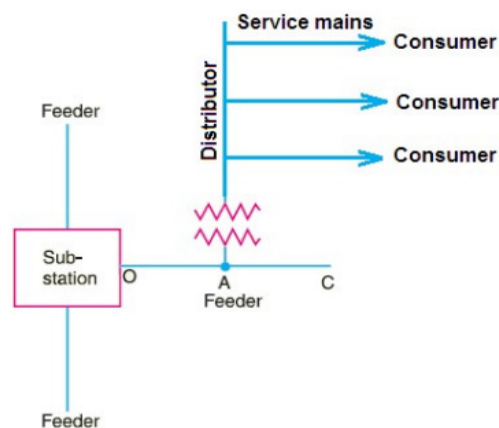 Service mains
Consumer
Consumer
Distributor
Consumer
Feeder
Sub-
station
O
A
C
Feeder
Feeder